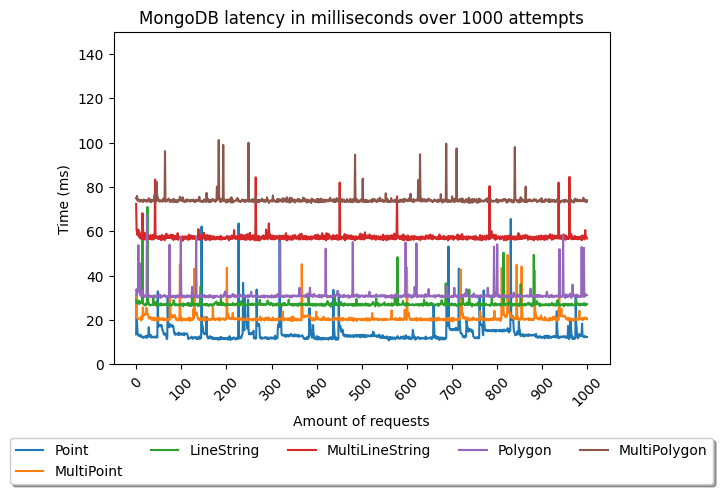 MongoDB latency in milliseconds over 1000 attempts
140
120
100
80
60
40
20
0
Time (ms)
0 100 200 300 400 500 600 700 800 900 1000
Amount of requests
Point LineString MultiLineString Polygon MultiPolygon
MultiPoint